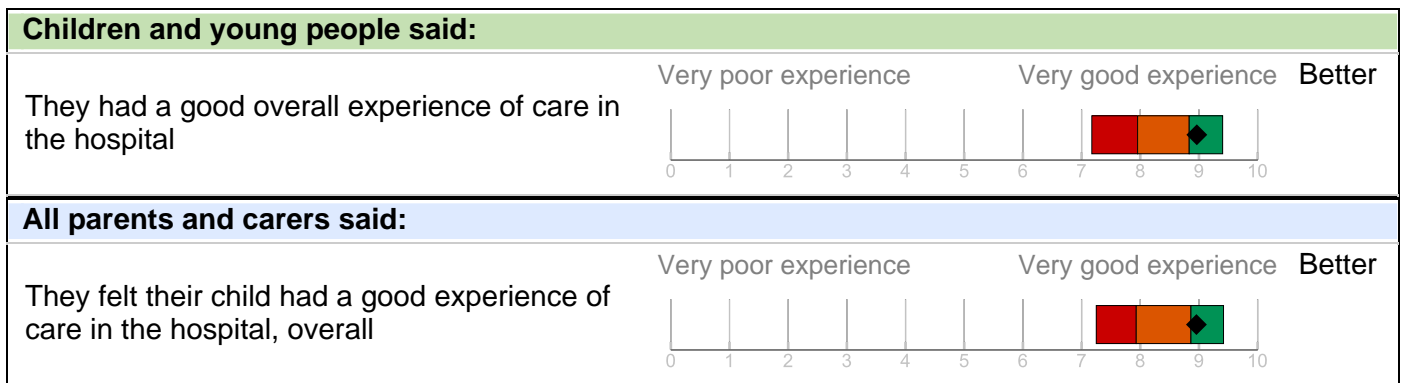 Children and young people said:
Very poor experience Very good experience Better
They had a good overall experience of care in
the hospital
0 1 2 3 4 5 6 7 8 9 10
All parents and carers said:
Very poor experience Very good experience Better
They felt their child had a good experience of
care in the hospital, overall
0 1 2 3 4 5 6 7 8 9 10